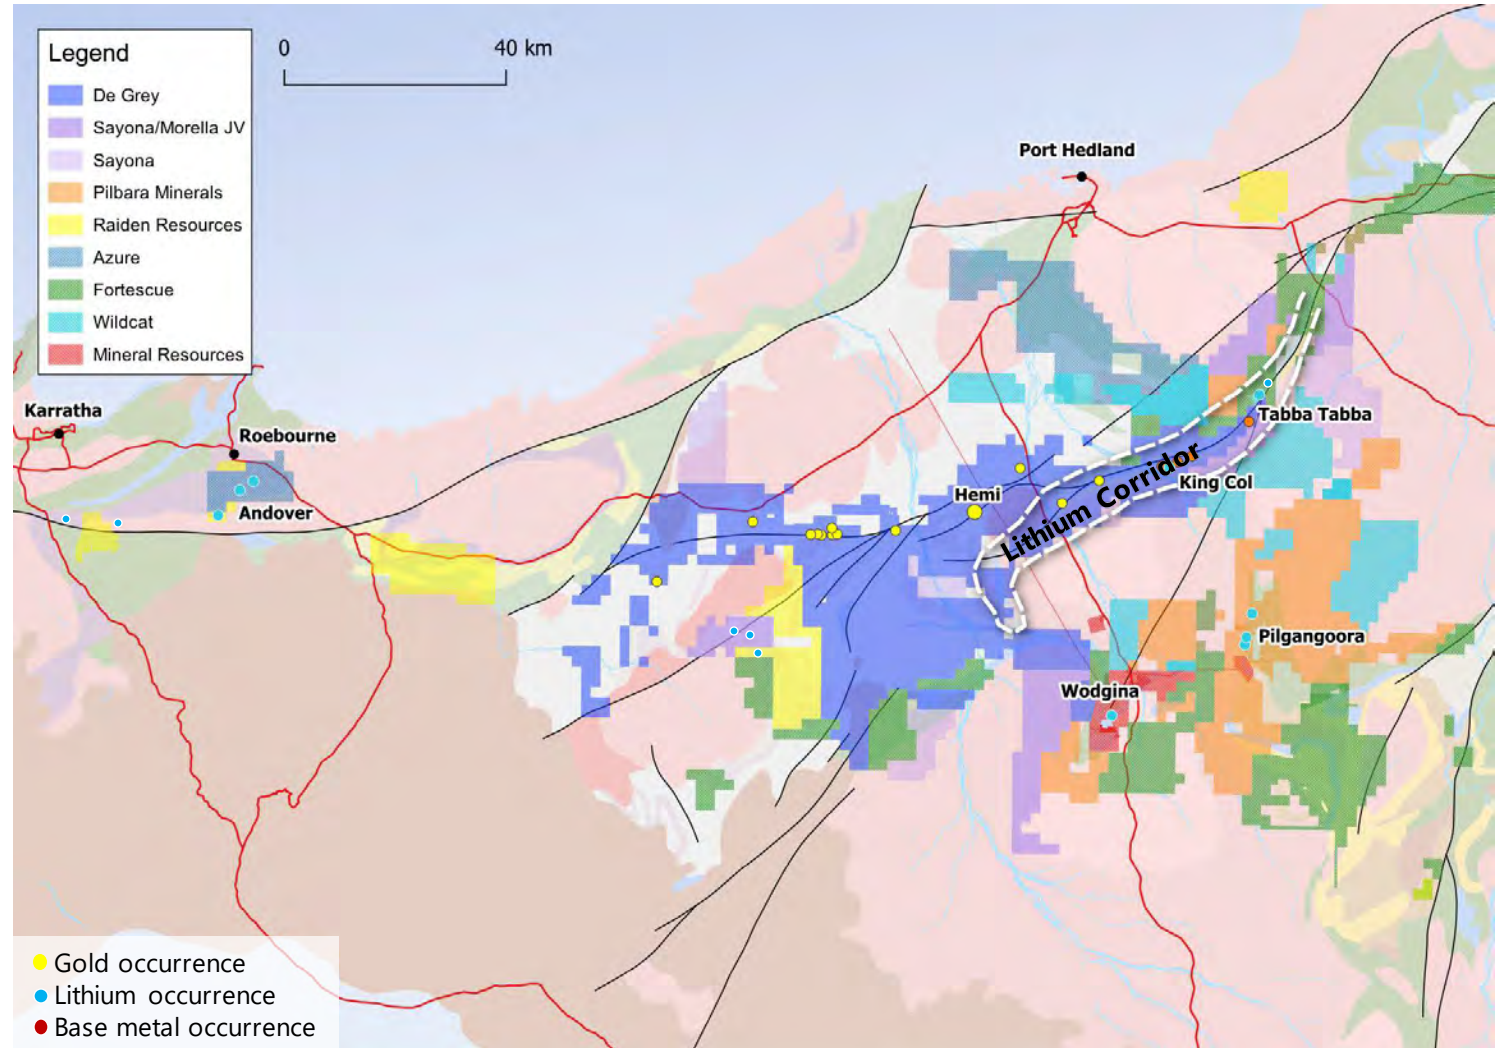 Legend
De Grey
Sayona/Morella JV
Sayona
Pilbara Minerals
Raiden Resources
Azure
Fortescue
Wildcat
Mineral Resources
0 40 km
Port Hedland
Karratha
Roebourne
Andover
Tabba Tabba
King Col
Hemi
Lithium Corridor
Pilgangoora
Wodgina
Gold occurrence
Lithium occurrence
Base metal occurrence